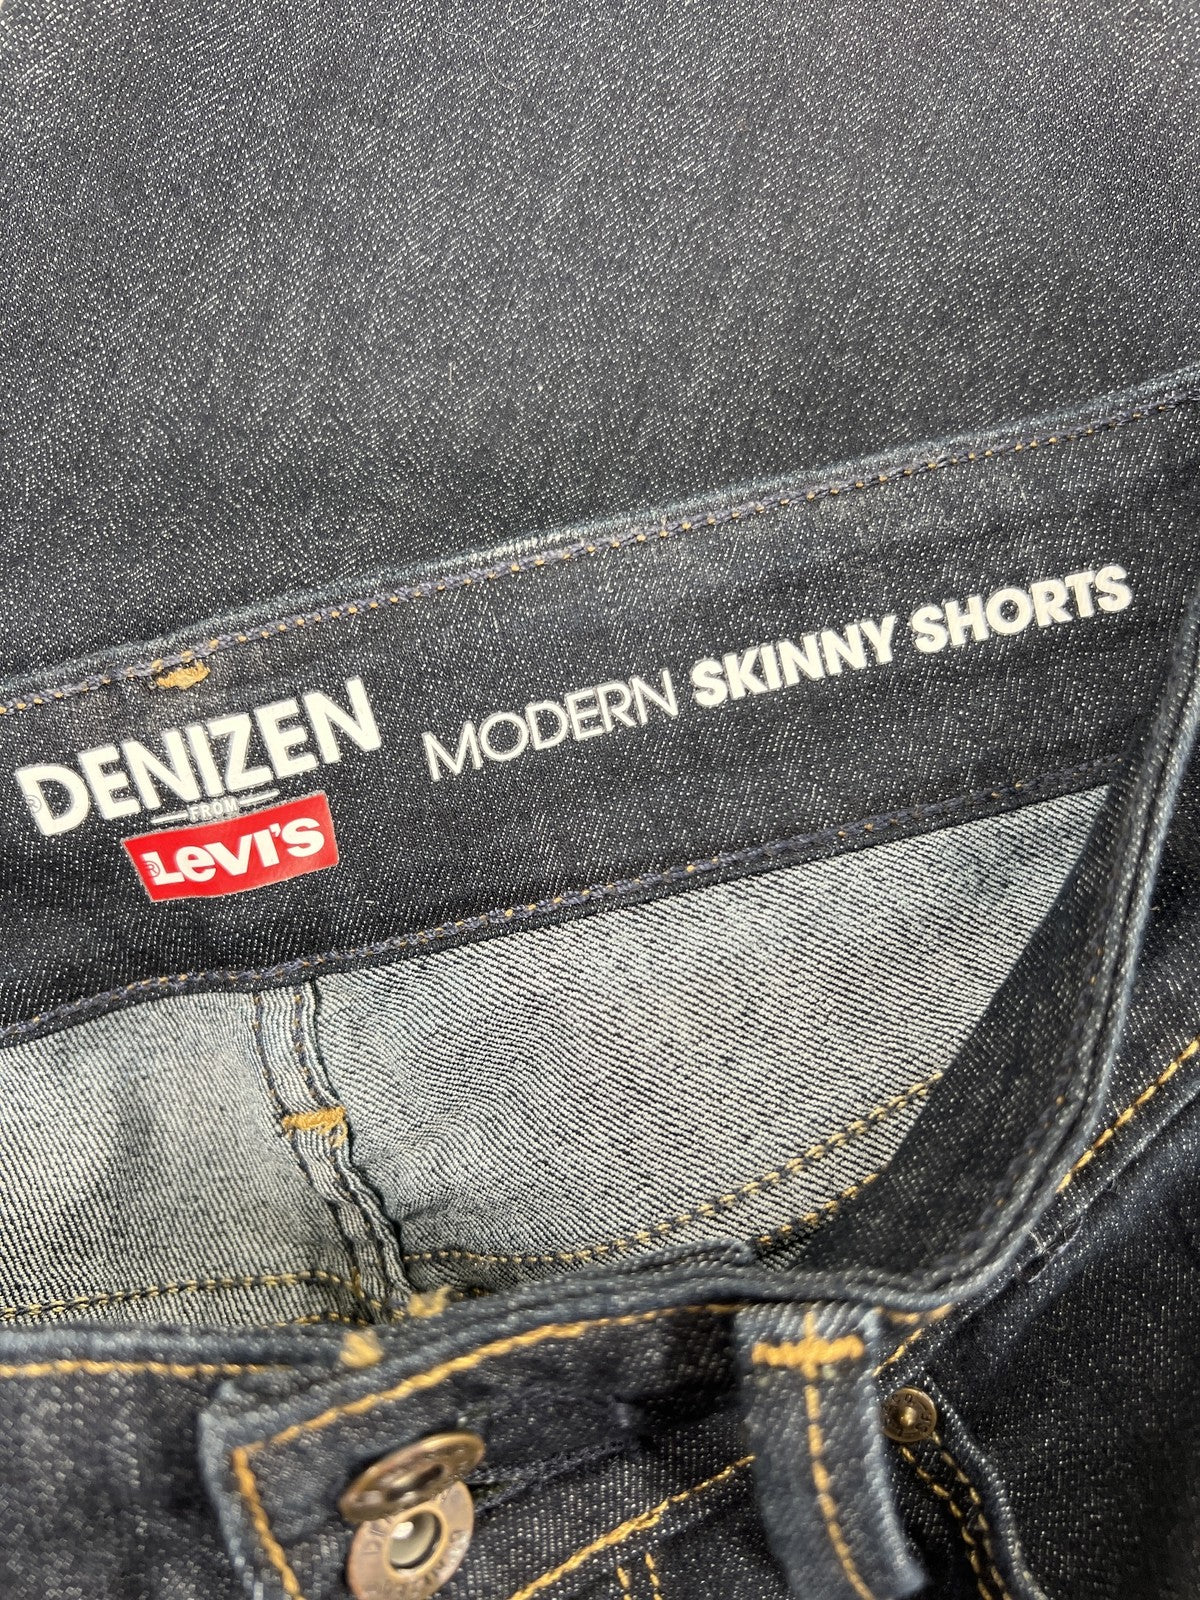 DENIZEN
®
FROM
LEVI'S
®
MODERN SKINNY SHORTS